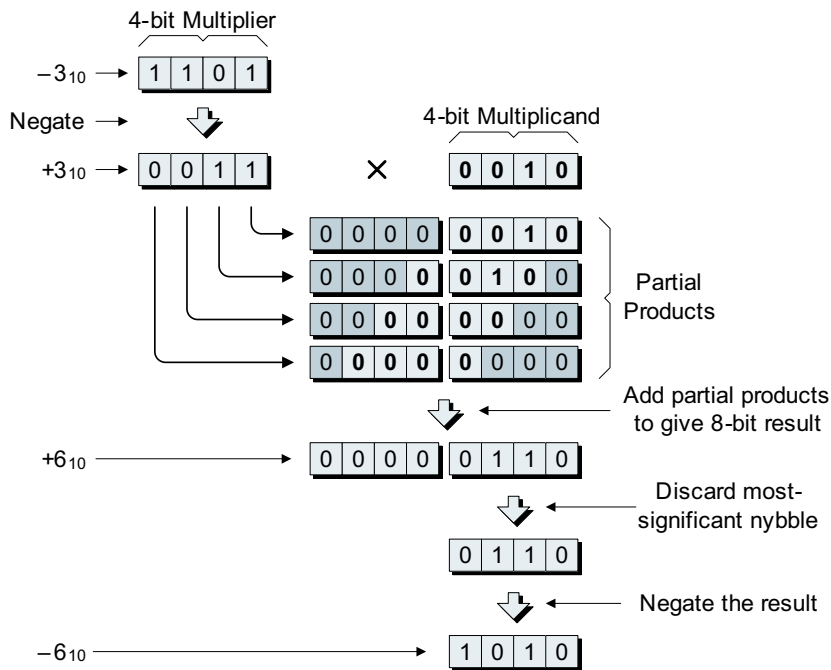 4-bit Multiplier
–3₁₀ 1 1 0 1
Negate
4-bit Multiplicand
+3₁₀ 0 0 1 1 × 0 0 1 0
0 0 0 0 0 0 1 0
0 0 0 0 0 1 0 0
0 0 0 0 0 0 0 0
0 0 0 0 0 0 0 0
Partial
Products
Add partial products
to give 8-bit result
+6₁₀ 0 0 0 0 0 1 1 0
Discard most-
significant nybble
0 1 1 0
Negate the result
–6₁₀ 1 0 1 0